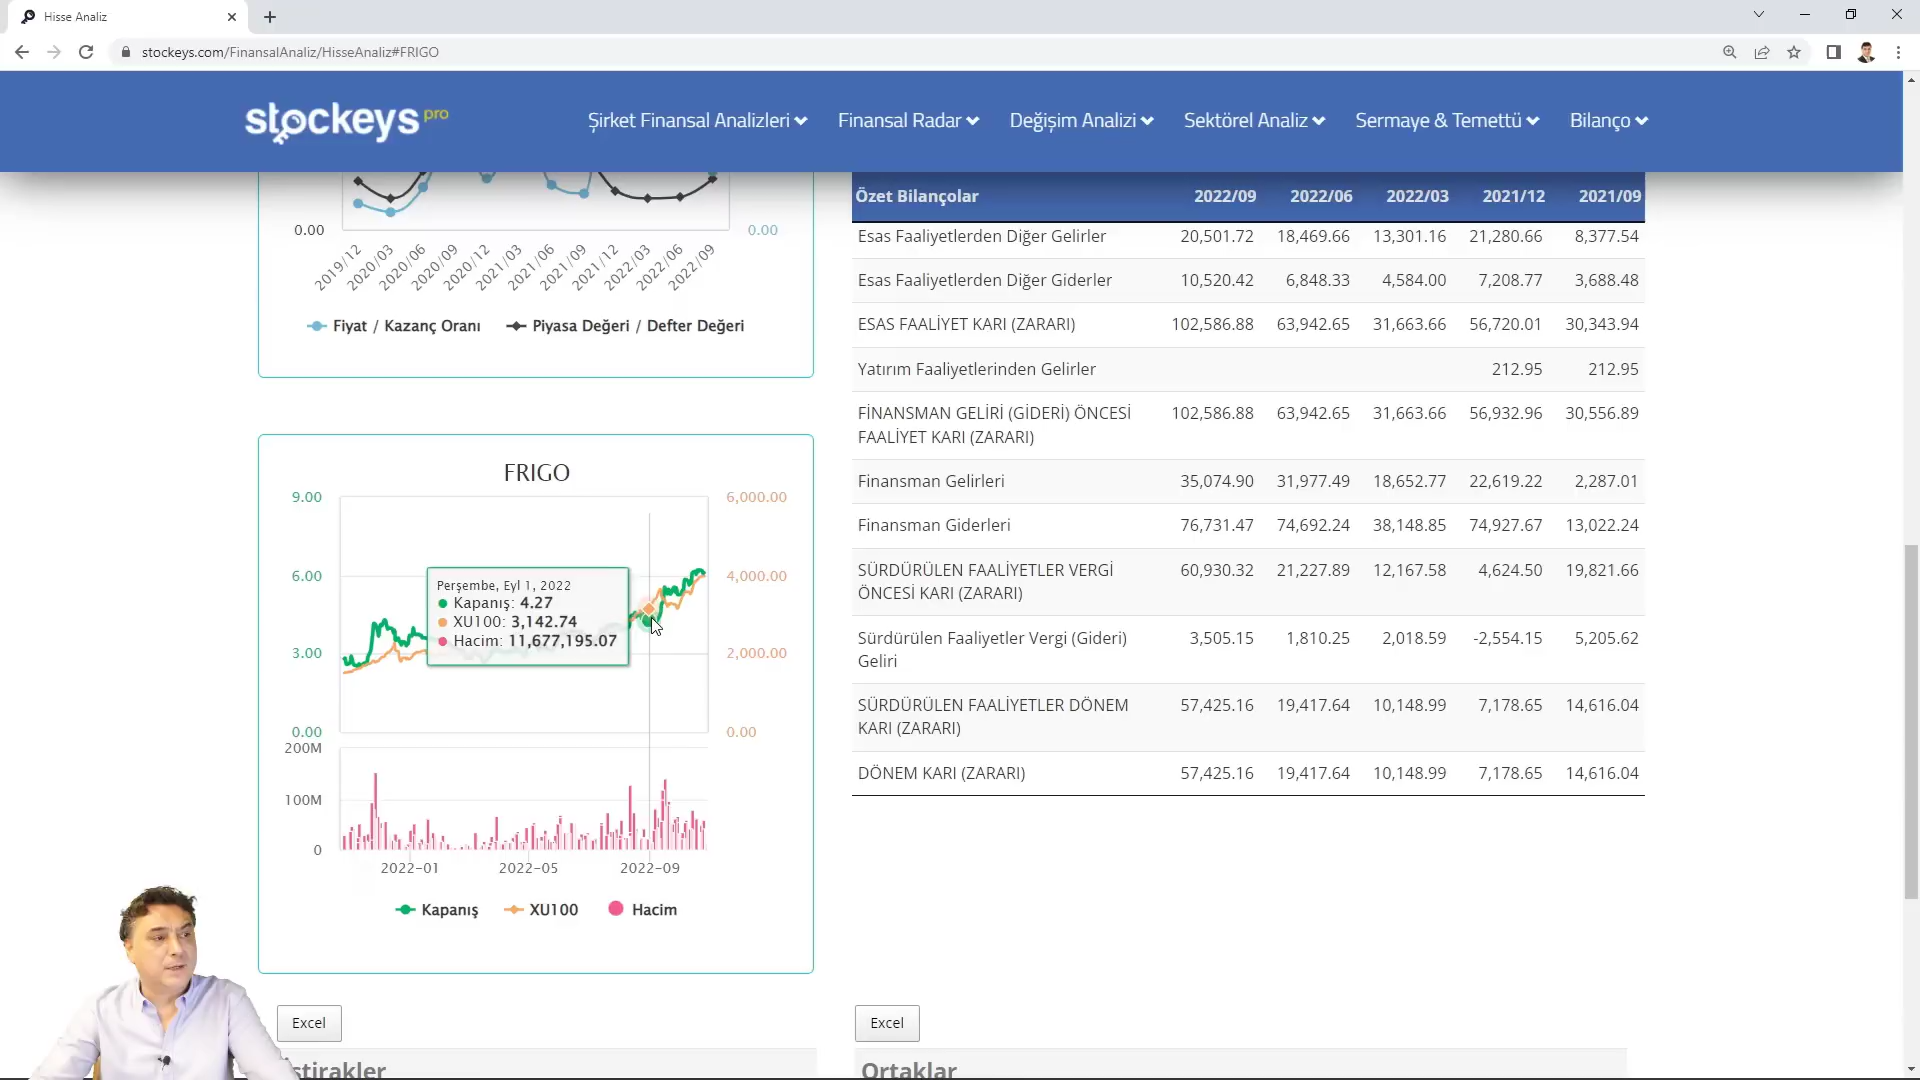 Hisse Analiz
stockeys.com/FinansalAnaliz/HisseAnaliz#FRIGO
stockeys pro
Şirket Finansal Analizleri
Finansal Radar
Değişim Analizi
Sektörel Analiz
Sermaye & Temettü
Bilanço
0.00
0.00
2019/12 2020/03 2020/06 2020/09 2020/12 2021/03 2021/06 2021/09 2021/12 2022/03 2022/06 2022/09
Fiyat / Kazanç Oranı
Piyasa Değeri / Defter Değeri
FRIGO
9.00
6,000.00
6.00
4,000.00
3.00
2,000.00
0.00
0.00
Perşembe, Eyl 1, 2022
Kapanış: 4.27
XU100: 3,142.74
Hacim: 11,677,195.07
200M
100M
0
2022-01 2022-05 2022-09
Kapanış XU100 Hacim
Excel
Özet Bilançolar 2022/09 2022/06 2022/03 2021/12 2021/09
Esas Faaliyetlerden Diğer Gelirler 20,501.72 18,469.66 13,301.16 21,280.66 8,377.54
Esas Faaliyetlerden Diğer Giderler 10,520.42 6,848.33 4,584.00 7,208.77 3,688.48
ESAS FAALİYET KARI (ZARARI) 102,586.88 63,942.65 31,663.66 56,720.01 30,343.94
Yatırım Faaliyetlerinden Gelirler 212.95 212.95
FİNANSMAN GELİRİ (GİDERİ) ÖNCESİ 102,586.88 63,942.65 31,663.66 56,932.96 30,556.89
FAALİYET KARI (ZARARI)
Finansman Gelirleri 35,074.90 31,977.49 18,652.77 22,619.22 2,287.01
Finansman Giderleri 76,731.47 74,692.24 38,148.85 74,927.67 13,022.24
SÜRDÜRÜLEN FAALİYETLER VERGİ 60,930.32 21,227.89 12,167.58 4,624.50 19,821.66
ÖNCESİ KARI (ZARARI)
Sürdürülen Faaliyetler Vergi (Gideri) 3,505.15 1,810.25 2,018.59 -2,554.15 5,205.62
Geliri
SÜRDÜRÜLEN FAALİYETLER DÖNEM 57,425.16 19,417.64 10,148.99 7,178.65 14,616.04
KARI (ZARARI)
DÖNEM KARI (ZARARI) 57,425.16 19,417.64 10,148.99 7,178.65 14,616.04
Excel
ştirakler
Ortaklar